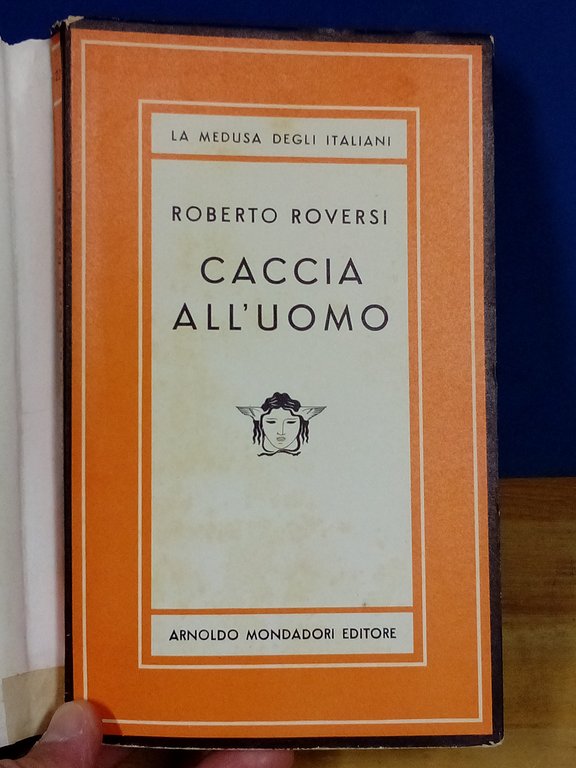 LA MEDUSA DEGLI ITALIANI
ROBERTO ROVERSI
CACCIA
ALL'UOMO
ARNOLDO MONDADORI EDITORE